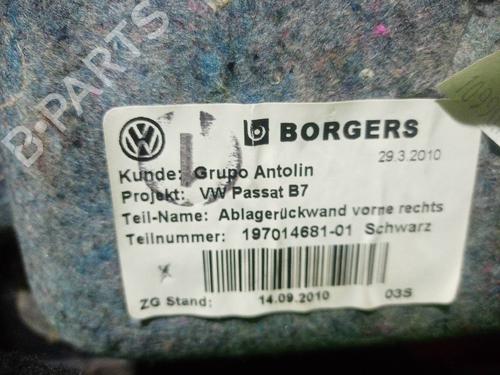 B-PARTS
BORGERS
29.3.2010
Kunde: Grupo Antolin
Projekt: VW Passat B7
Teil-Name: Ablagerückwand vorne rechts
Teilnummer: 197014681-01 Schwarz
ZG Stand: 14.09.2010 03S